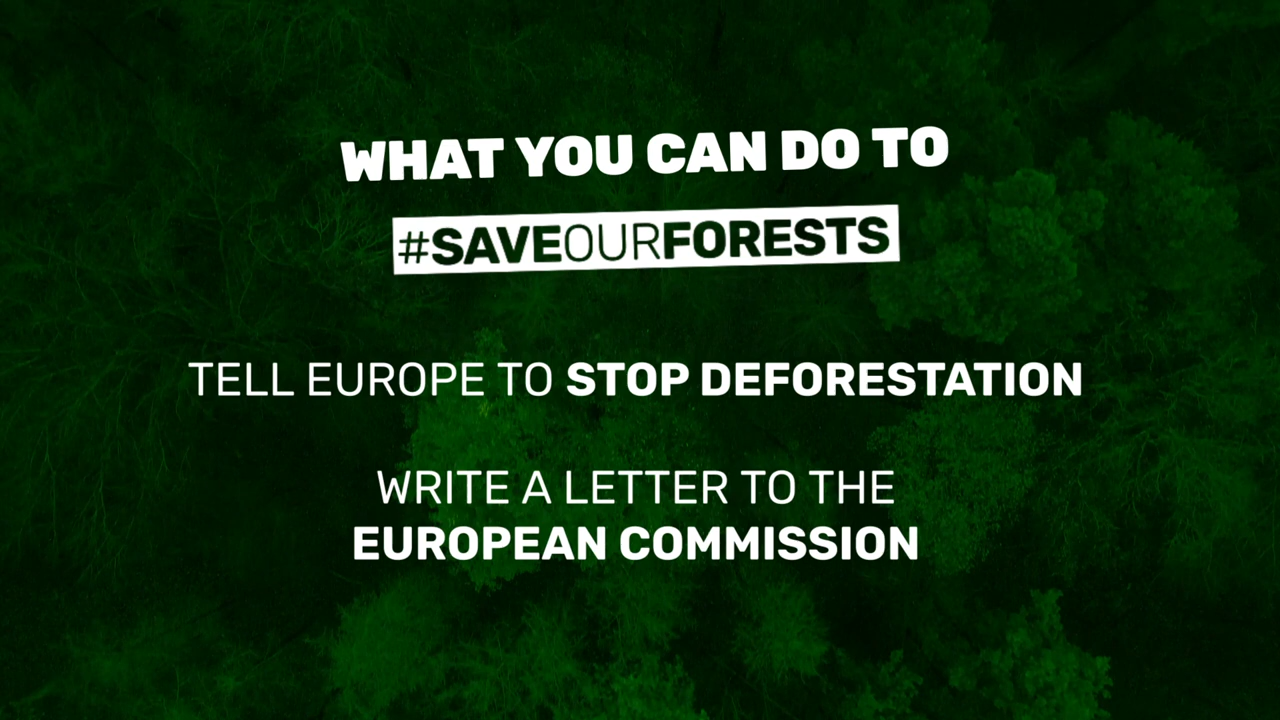 WHAT YOU CAN DO TO
#SAVEOURFORESTS
TELL EUROPE TO STOP DEFORESTATION
WRITE A LETTER TO THE
EUROPEAN COMMISSION